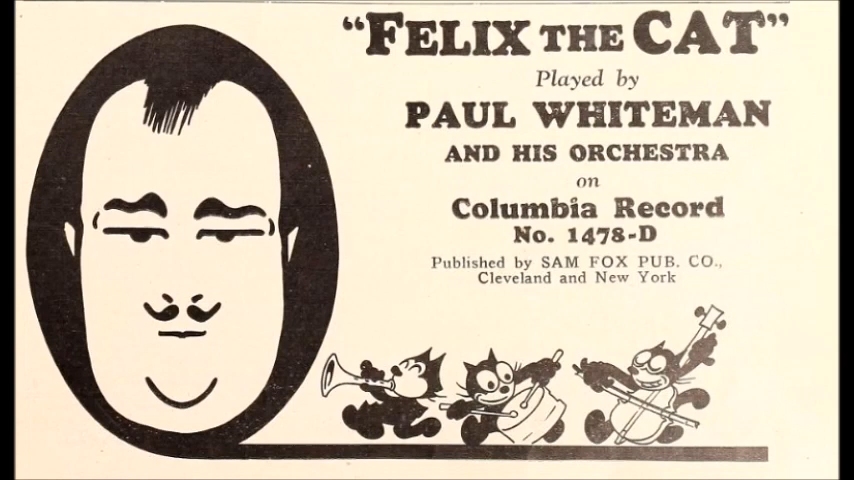 "FELIX THE CAT"
Played by
PAUL WHITEMAN
AND HIS ORCHESTRA
on
Columbia Record
No. 1478-D
Published by SAM FOX PUB. CO.,
Cleveland and New York